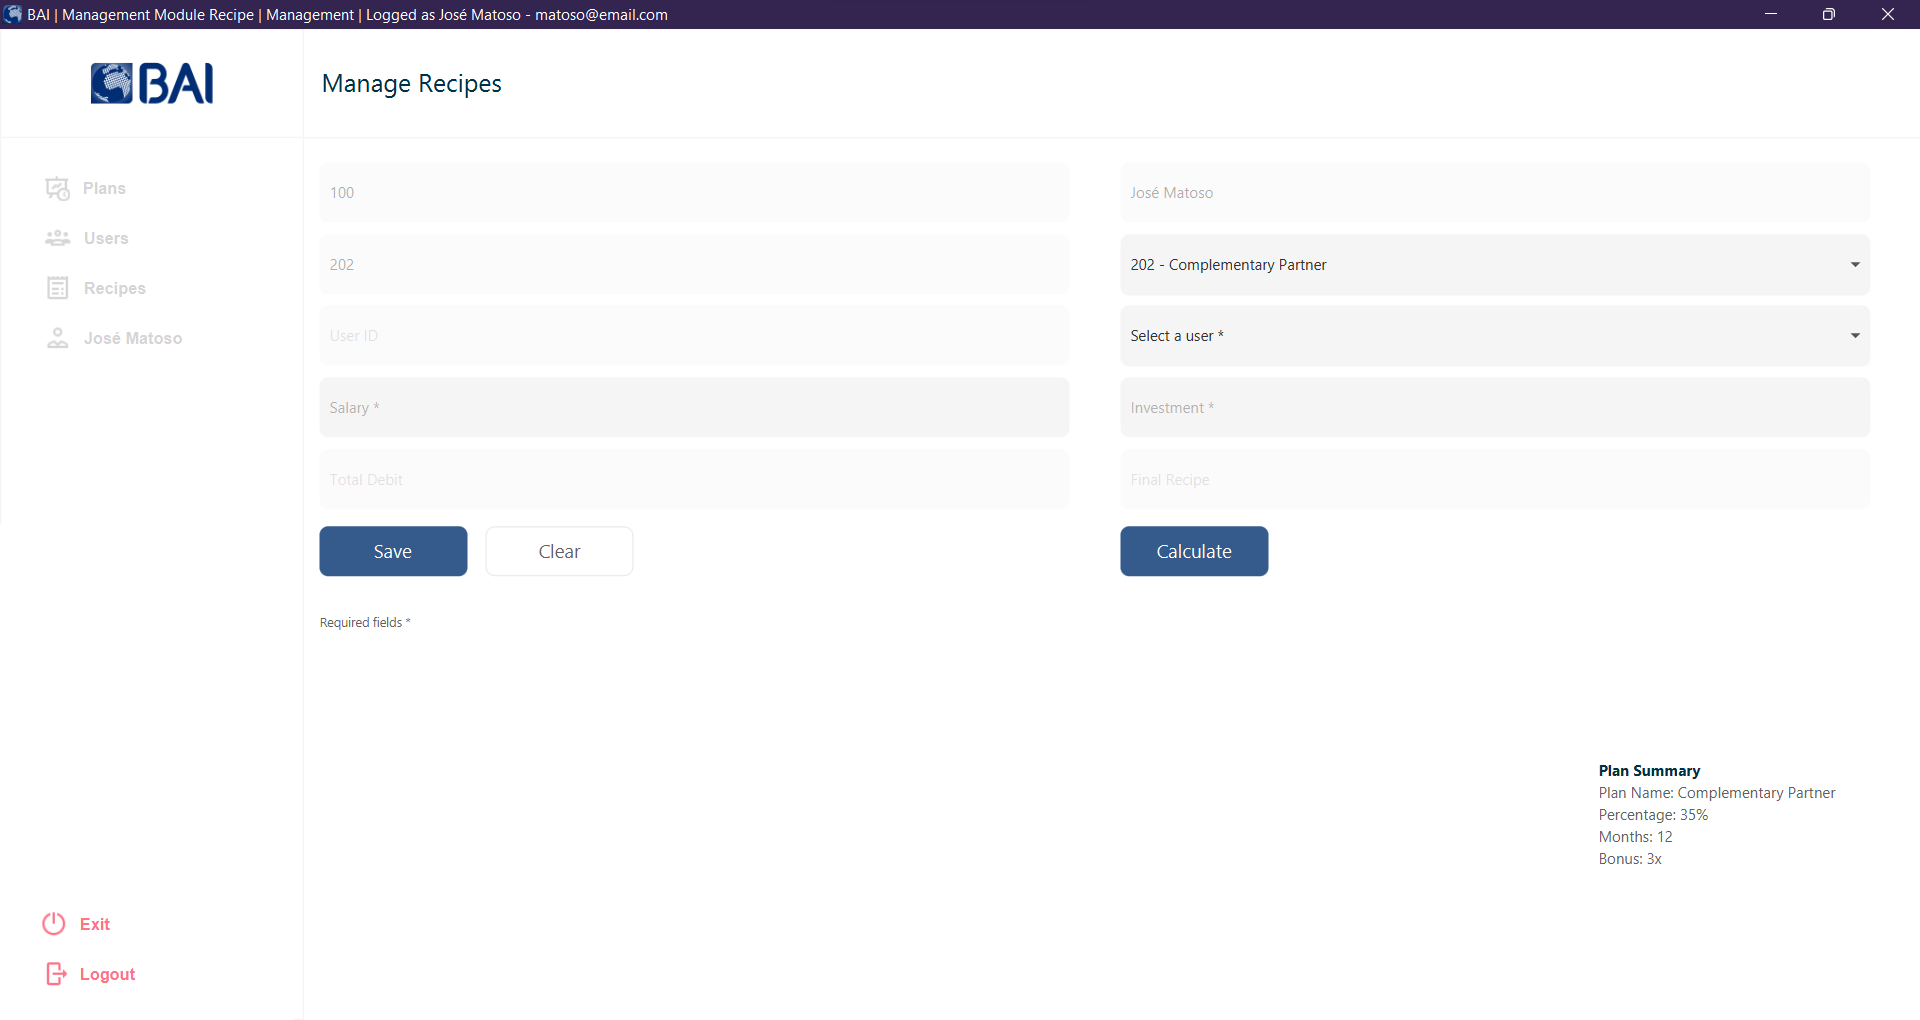 BAI | Management Module Recipe | Management | Logged as José Matoso - matoso@email.com
BAI
Manage Recipes
Plans
Users
Recipes
José Matoso
100
José Matoso
202
202 - Complementary Partner
User ID
Select a user *
Salary *
Investment *
Total Debit
Final Recipe
Save
Clear
Calculate
Required fields *
Plan Summary
Plan Name: Complementary Partner
Percentage: 35%
Months: 12
Bonus: 3x
Exit
Logout